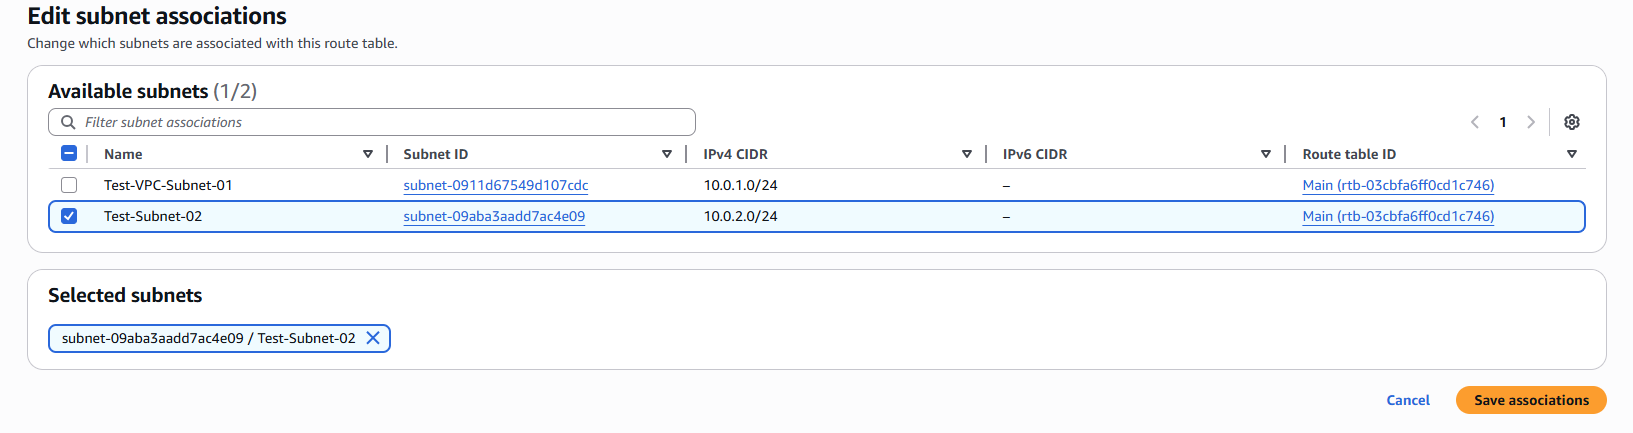 Edit subnet associations
Change which subnets are associated with this route table.
Available subnets (1/2)
Filter subnet associations
1
Name Subnet ID IPv4 CIDR IPv6 CIDR Route table ID
Test-VPC-Subnet-01 subnet-0911d67549d107cdc 10.0.1.0/24 – Main (rtb-03cbfa6ff0cd1c746)
Test-Subnet-02 subnet-09aba3aadd7ac4e09 10.0.2.0/24 – Main (rtb-03cbfa6ff0cd1c746)
Selected subnets
subnet-09aba3aadd7ac4e09 / Test-Subnet-02
Cancel Save associations